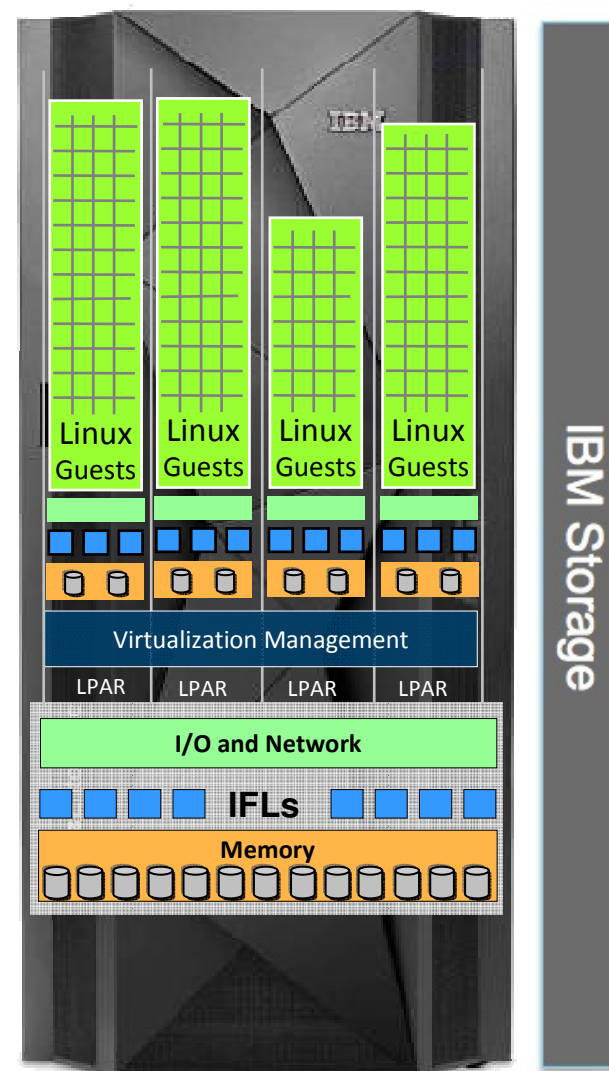 IBM
Linux
Guests
Linux
Guests
Linux
Guests
Linux
Guests
Virtualization Management
LPAR
LPAR
LPAR
LPAR
I/O and Network
IFLs
Memory
IBM Storage